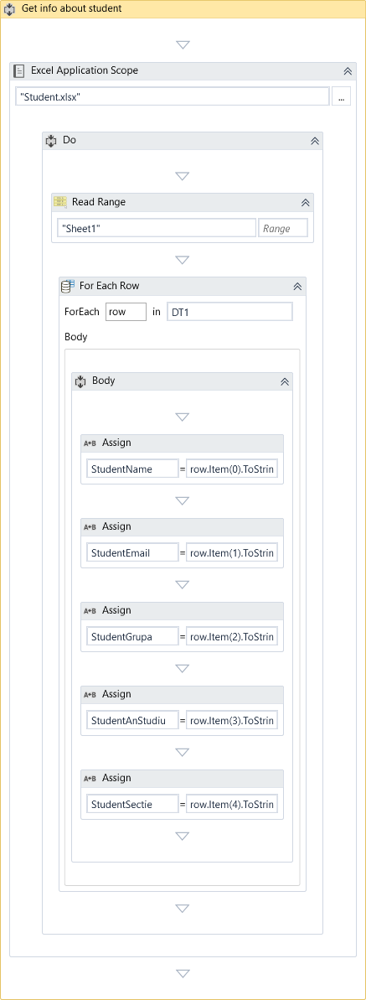 Get info about student
Excel Application Scope
"Student.xlsx" ...
Do
Read Range
"Sheet1" Range
For Each Row
ForEach row in DT1
Body
Body
A+B Assign
StudentName = row.Item(0).ToStrin
A+B Assign
StudentEmail = row.Item(1).ToStrin
A+B Assign
StudentGrupa = row.Item(2).ToStrin
A+B Assign
StudentAnStudiu = row.Item(3).ToStrin
A+B Assign
StudentSectie = row.Item(4).ToStrin